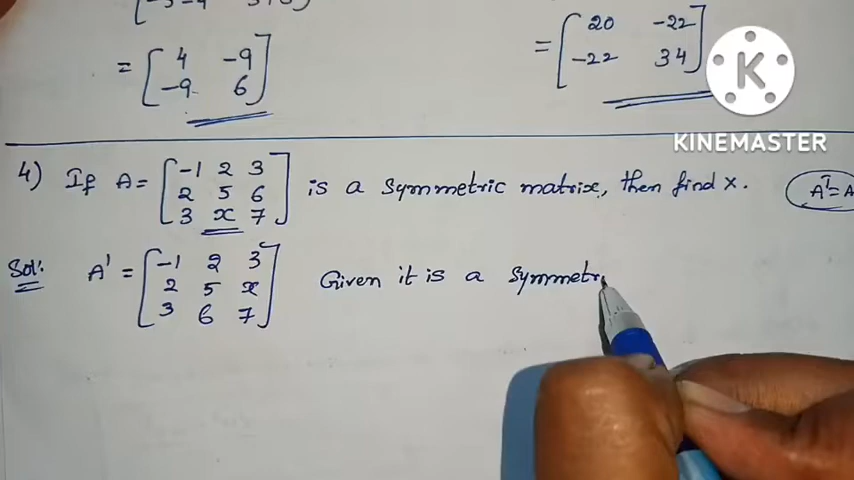 = [ 4 -9
-9 6 ]
= [ 20 -22
-22 34 ]
K
KINEMASTER
4) If A = [ -1 2 3
2 5 6
3 x 7 ] is a symmetric matrix, then find x.
A^T = A
Sol: A' = [ -1 2 3
2 5 x
3 6 7 ] Given it is a Symmetri